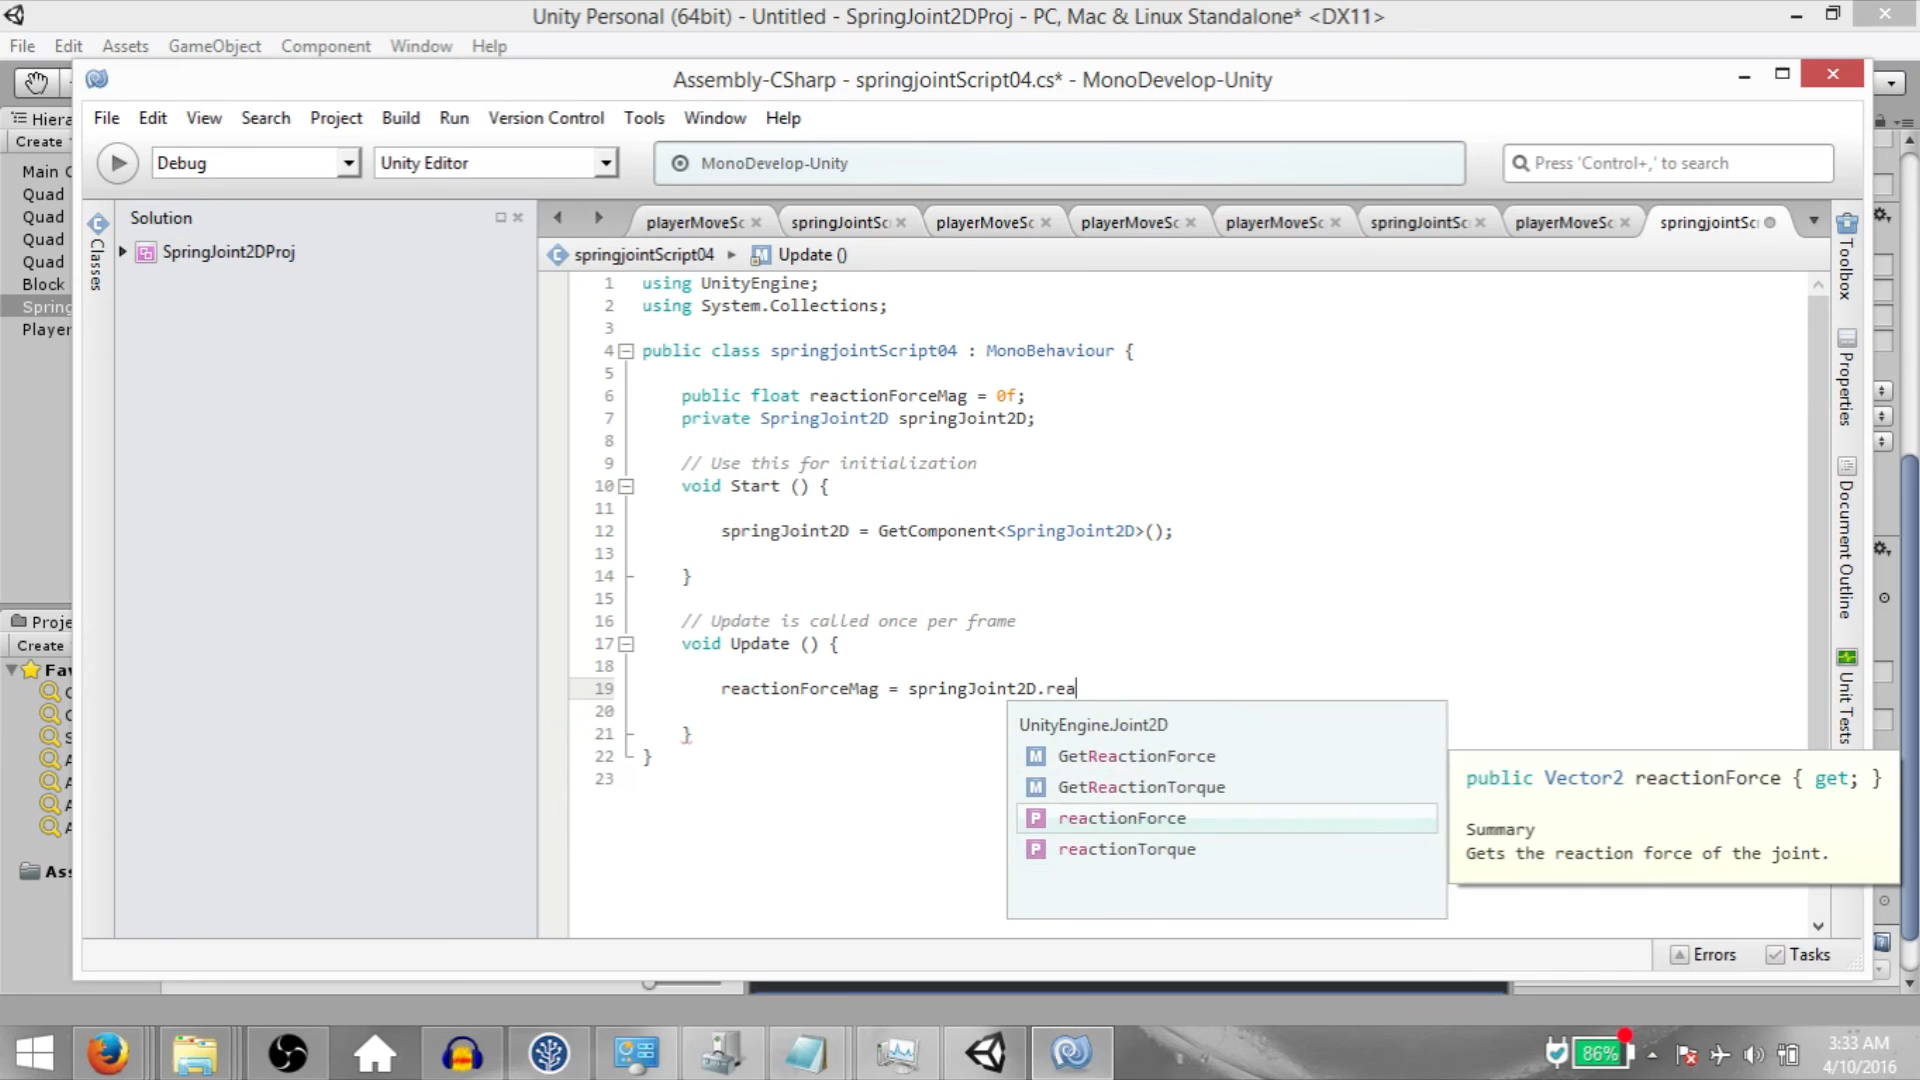 Unity Personal (64bit) - Untitled - SpringJoint2DProj - PC, Mac & Linux Standalone* <DX11>
File Edit Assets GameObject Component Window Help
Assembly-CSharp - springjointScript04.cs* - MonoDevelop-Unity
File Edit View Search Project Build Run Version Control Tools Window Help
Debug
Unity Editor
MonoDevelop-Unity
Press 'Control+,' to search
Hiera
Create
Main C
Quad
Quad
Quad
Quad
Block
Spring
Player
Proje
Create
Fav
Ass
Classes
Solution
SpringJoint2DProj
playerMoveSc
springJointSc
playerMoveSc
playerMoveSc
playerMoveSc
springJointSc
playerMoveSc
springjointSc
springjointScript04
Update ()
1 using UnityEngine;
2 using System.Collections;
3
4 public class springjointScript04 : MonoBehaviour {
5
6 public float reactionForceMag = 0f;
7 private SpringJoint2D springJoint2D;
8
9 // Use this for initialization
10 void Start () {
11
12 springJoint2D = GetComponent<SpringJoint2D>();
13
14 }
15
16 // Update is called once per frame
17 void Update () {
18
19 reactionForceMag = springJoint2D.rea
20
21 }
22 }
23
UnityEngine.Joint2D
M GetReactionForce
M GetReactionTorque
P reactionForce
P reactionTorque
public Vector2 reactionForce { get; }
Summary
Gets the reaction force of the joint.
Toolbox
Properties
Document Outline
Unit Tests
Errors
Tasks
86%
3:33 AM
4/10/2016